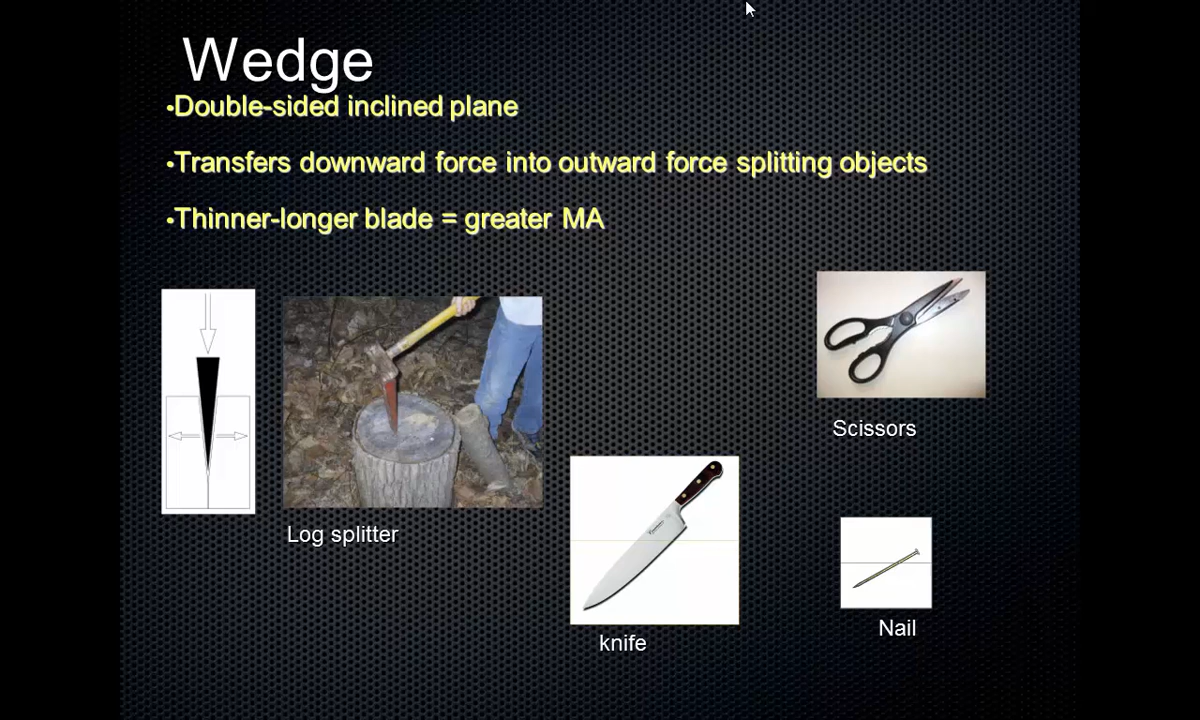 Wedge
•Double-sided inclined plane
•Transfers downward force into outward force splitting objects
•Thinner-longer blade = greater MA
Scissors
Log splitter
Nail
knife